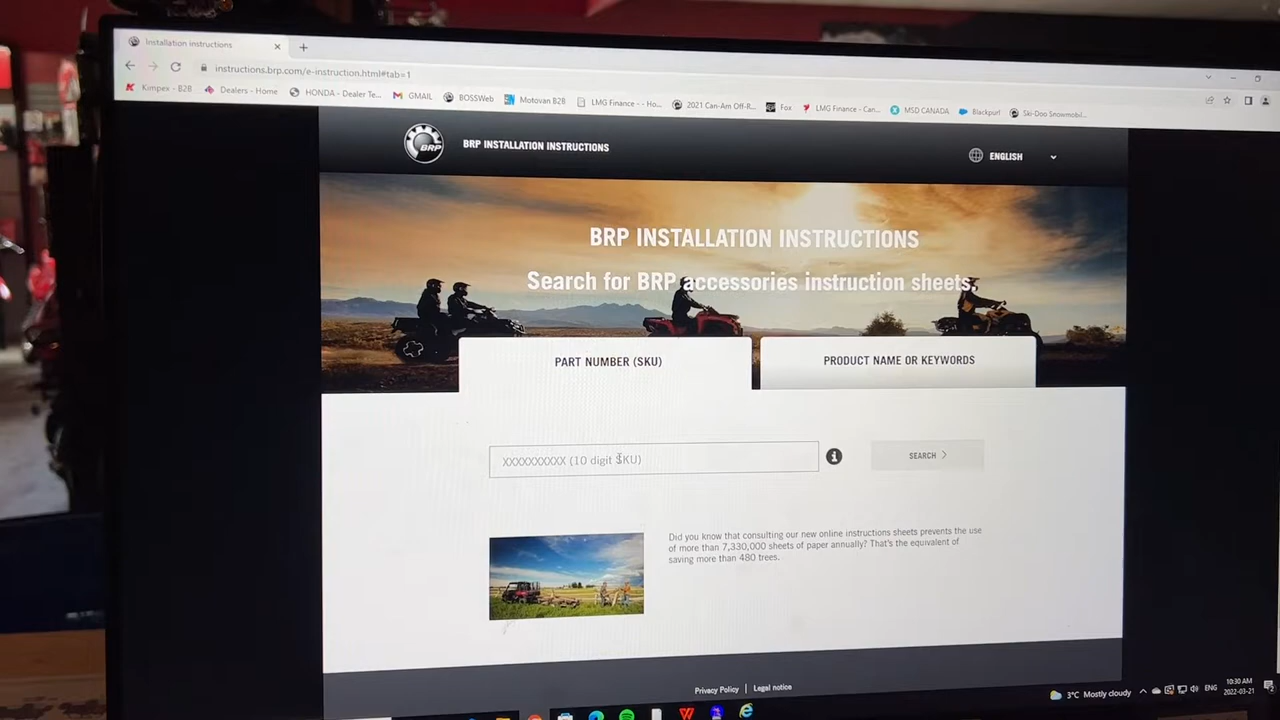 Installation instructions
instructions.brp.com/e-instruction.html#tab=1
Kimpex - B2B
Dealers - Home
HONDA - Dealer Te...
GMAIL
BOSSWeb
Motovan B2B
LMG Finance - - Ho...
2021 Can-Am Off-R...
Fox
LMG Finance - Can...
MSD CANADA
Blackpurl
Ski-Doo Snowmobil...
BRP
BRP INSTALLATION INSTRUCTIONS
ENGLISH
BRP INSTALLATION INSTRUCTIONS
Search for BRP accessories instruction sheets.
PART NUMBER (SKU)
PRODUCT NAME OR KEYWORDS
XXXXXXXXXX (10 digit SKU)
SEARCH
Did you know that consulting our new online instructions sheets prevents the use
of more than 7,330,000 sheets of paper annually? That's the equivalent of
saving more than 480 trees.
Privacy Policy | Legal notice
3°C Mostly cloudy
ENG
10:30 AM
2022-03-21